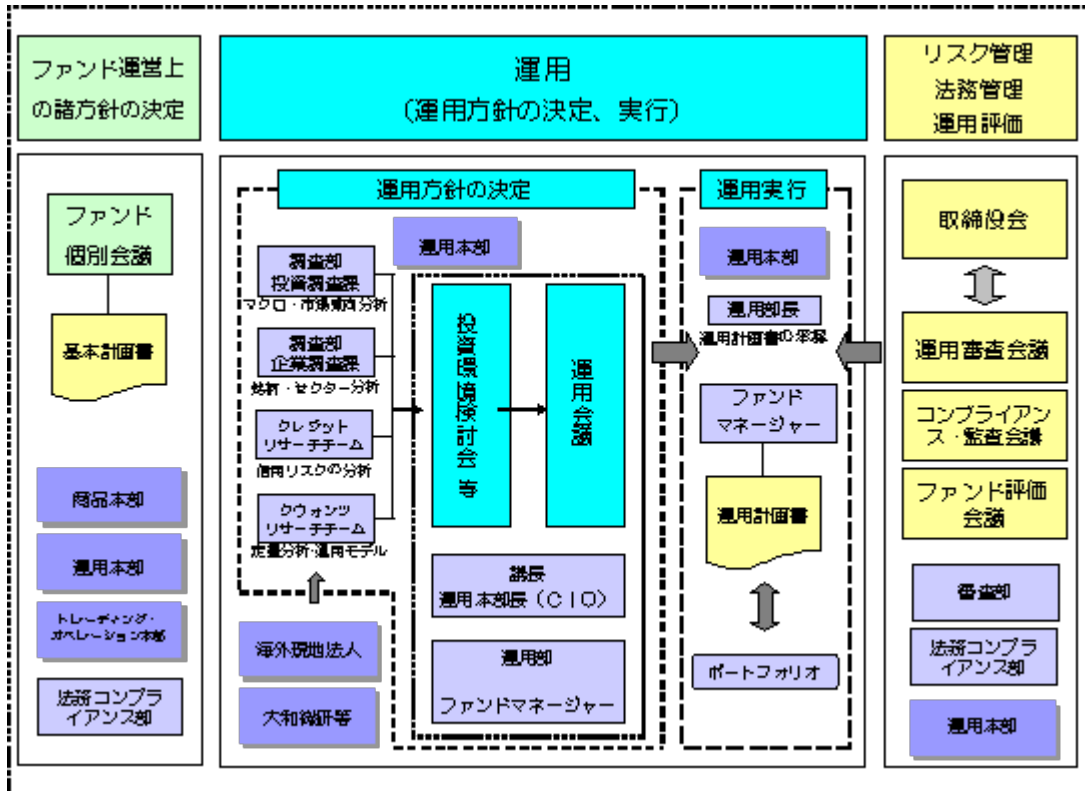 ファンド運営上
の諸方針の決定
運用
(運用方針の決定、実行)
リスク管理
法務管理
運用評価
ファンド
個別会議
基本計画書
商品本部
運用本部
トレーディング・
オペレーション本部
法務コンプラ
イアンス部
運用方針の決定
運用本部
調査部
投資調査課
マクロ・市場動向分析
調査部
企業調査課
銘柄・セクター分析
クレジット
リサーチチーム
信用リスクの分析
クウォンツ
リサーチチーム
定量分析・運用モデル
海外現地法人
大和総研等
投資環境検討会 等
運用会議
議長
運用本部長(CIO)
運用部
ファンドマネージャー
運用実行
運用本部
運用部長
運用計画書の承認
ファンド
マネージャー
運用計画書
ポートフォリオ
取締役会
運用審査会議
コンプライアン
ス・監査会議
ファンド評価
会議
審査部
法務コンプラ
イアンス部
運用本部